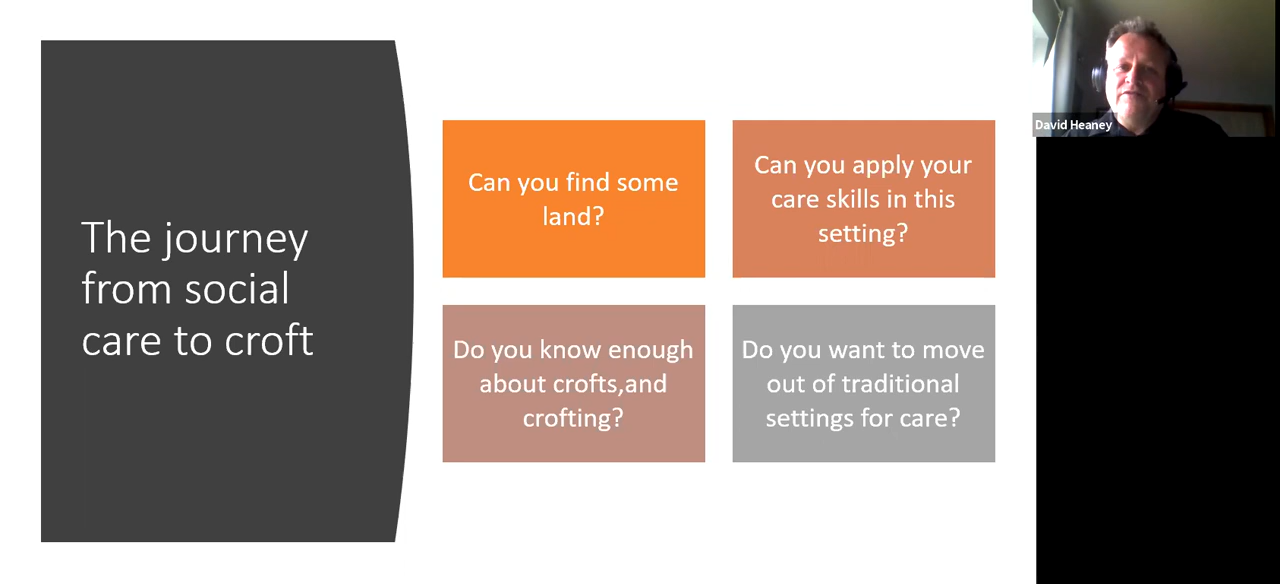 The journey
from social
care to croft
Can you find some
land?
Can you apply your
care skills in this
setting?
Do you know enough
about crofts,and
crofting?
Do you want to move
out of traditional
settings for care?
David Heaney